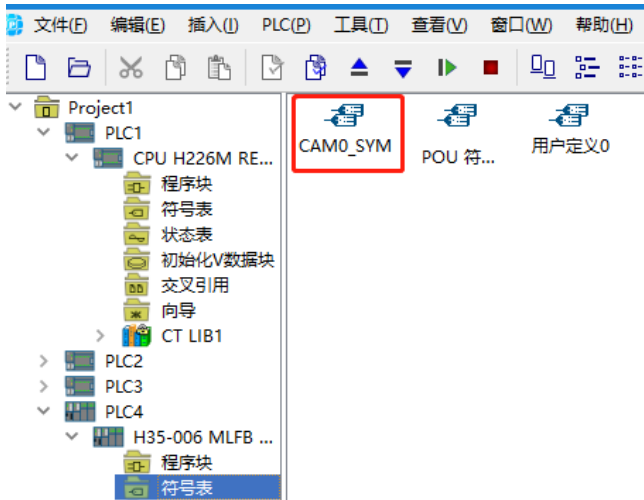 文件(F) 编辑(E) 插入(I) PLC(P) 工具(T) 查看(V) 窗口(W) 帮助(H)
Project1
PLC1
CPU H226M RE...
程序块
符号表
状态表
初始化V数据块
交叉引用
向导
CT LIB1
PLC2
PLC3
PLC4
H35-006 MLFB ...
程序块
符号表
CAM0_SYM
POU 符...
用户定义0